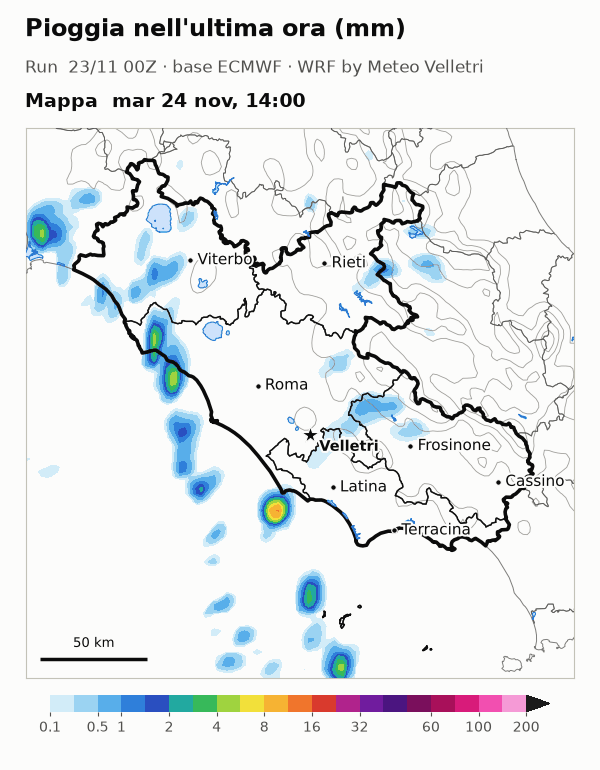 Pioggia nell'ultima ora (mm)
Run  23/11 00Z · base ECMWF · WRF by Meteo Velletri
Mappa  mar 24 nov, 14:00
Viterbo
Rieti
Roma
Velletri
Frosinone
Latina
Cassino
Terracina
50 km
0.1 0.5 1 2 4 8 16 32 60 100 200